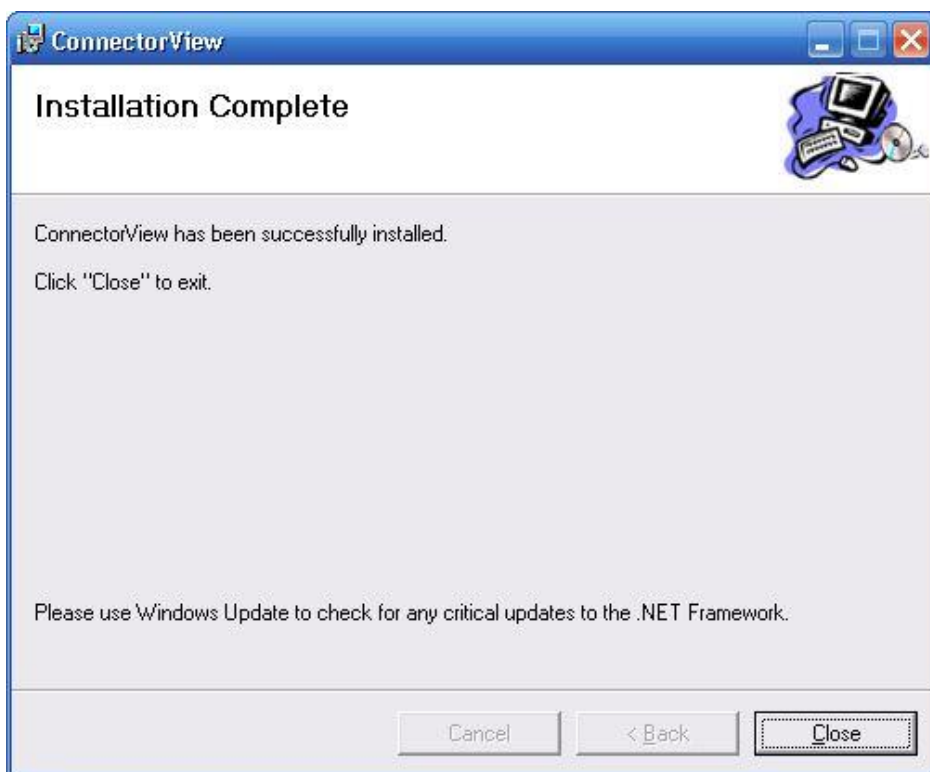 ConnectorView
Installation Complete
ConnectorView has been successfully installed.
Click "Close" to exit.
Please use Windows Update to check for any critical updates to the .NET Framework.
Cancel
< Back
Close